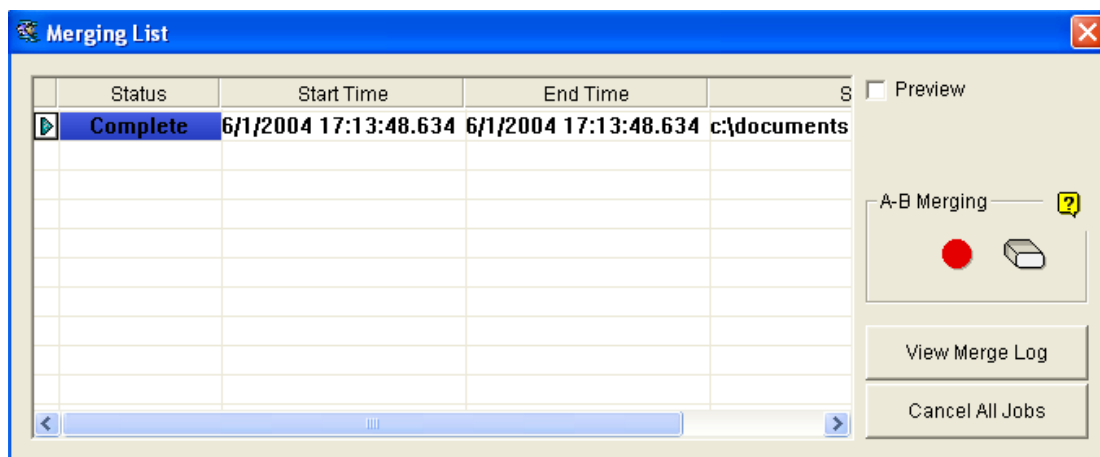 Merging List
Status Start Time End Time S
Complete 6/1/2004 17:13:48.634 6/1/2004 17:13:48.634 c:\documents
Preview
A-B Merging ?
View Merge Log
Cancel All Jobs